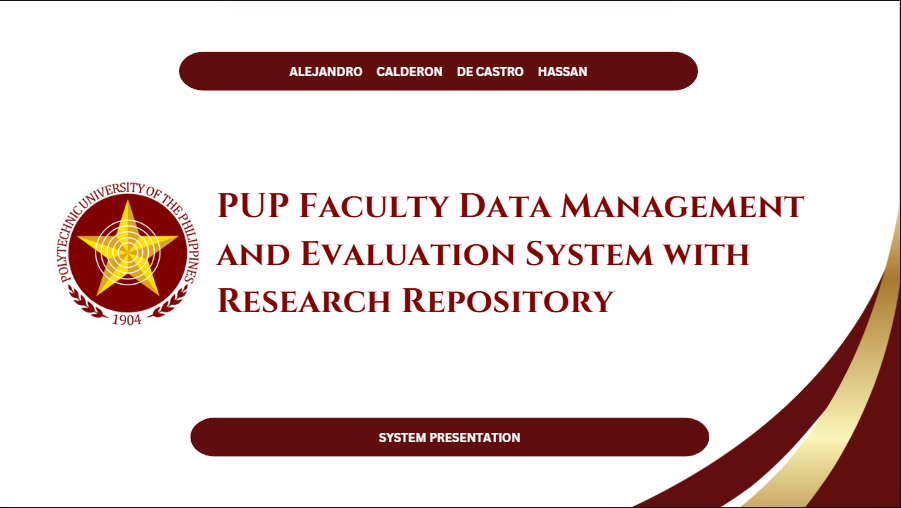 ALEJANDRO CALDERON DE CASTRO HASSAN
POLYTECHNIC UNIVERSITY OF THE PHILIPPINES
1904
PUP Faculty Data Management
and Evaluation System with
Research Repository
SYSTEM PRESENTATION